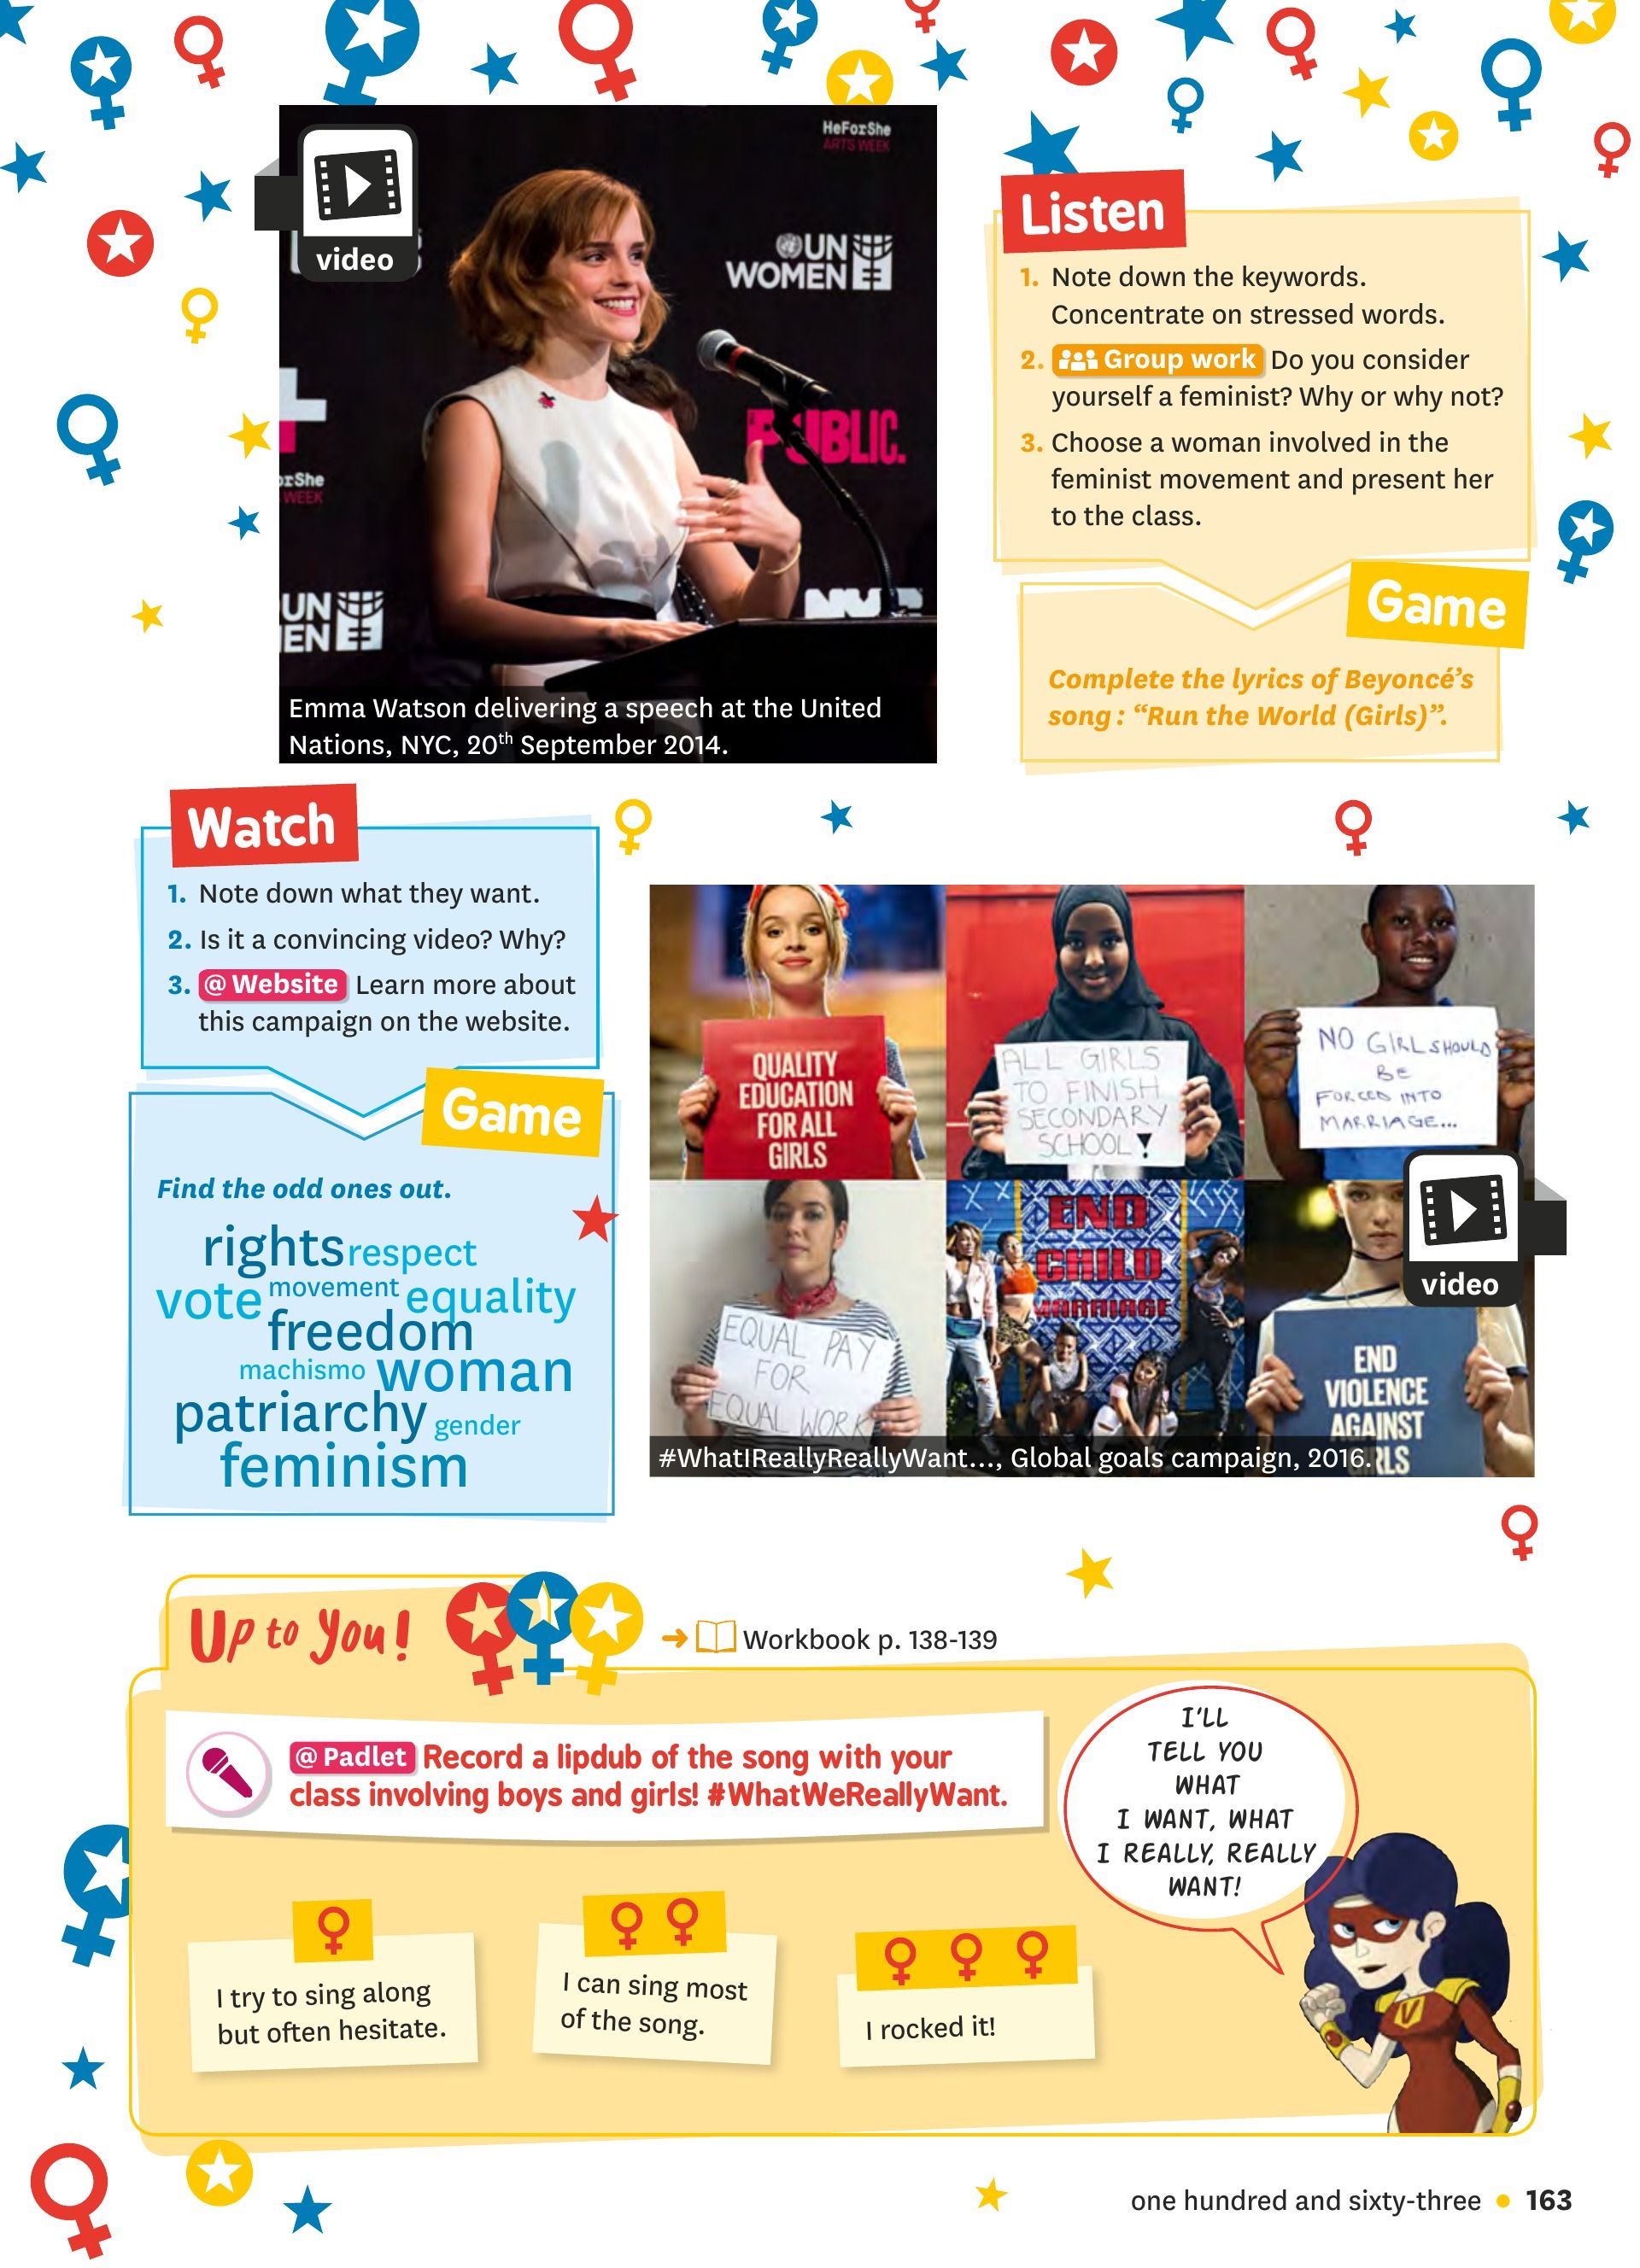 video
HeForShe
ARTS WEEK
UN
WOMEN
PUBLIC.
orShe
WEEK
UN
EN
Emma Watson delivering a speech at the United
Nations, NYC, 20th September 2014.
Listen
1. Note down the keywords.
Concentrate on stressed words.
2. Group work Do you consider
yourself a feminist? Why or why not?
3. Choose a woman involved in the
feminist movement and present her
to the class.
Game
Complete the lyrics of Beyoncé’s
song : “Run the World (Girls)”.
Watch
1. Note down what they want.
2. Is it a convincing video? Why?
3. @ Website Learn more about
this campaign on the website.
Game
Find the odd ones out.
rights respect
vote movement equality
freedom
machismo woman
patriarchy gender
feminism
QUALITY
EDUCATION
FOR ALL
GIRLS
ALL GIRLS
TO FINISH
SECONDARY
SCHOOL!
NO GIRL SHOULD
BE
FORCED INTO
MARRIAGE...
EQUAL PAY
FOR
EQUAL WORK
END
CHILD
MARRIAGE
video
END
VIOLENCE
AGAINST
RLS
#WhatIReallyReallyWant..., Global goals campaign, 2016.
Up to You!
Workbook p. 138-139
@ Padlet Record a lipdub of the song with your
class involving boys and girls! #WhatWeReallyWant.
I'LL
TELL YOU
WHAT
I WANT, WHAT
I REALLY, REALLY
WANT!
I try to sing along
but often hesitate.
I can sing most
of the song.
I rocked it!
V
one hundred and sixty-three • 163